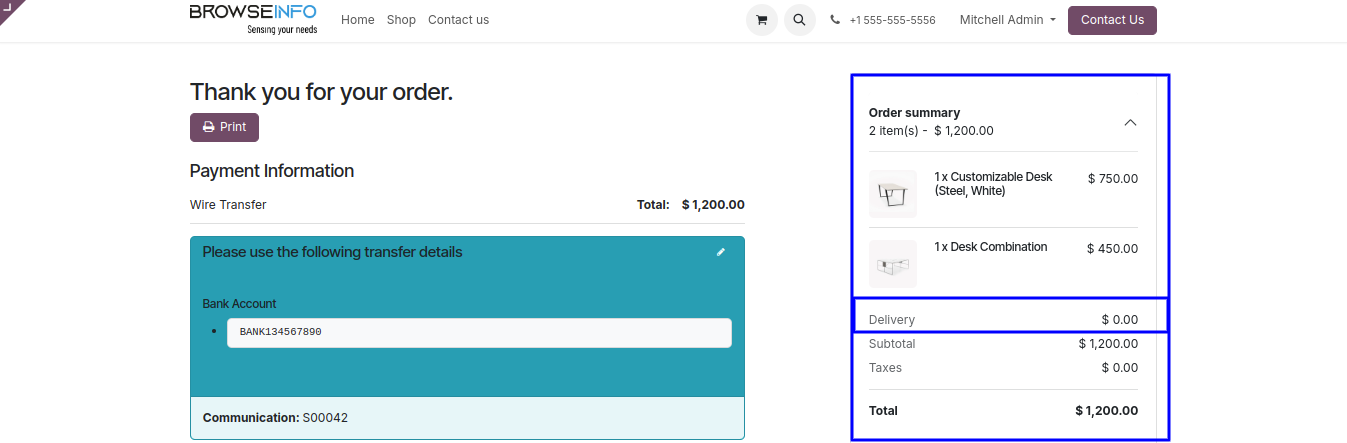 BROWSEINFO
Sensing your needs
Home Shop Contact us
+1 555-555-5556
Mitchell Admin
Contact Us
Thank you for your order.
Print
Payment Information
Wire Transfer Total: $ 1,200.00
Please use the following transfer details
Bank Account
• BANK134567890
Communication: S00042
Order summary
2 item(s) - $ 1,200.00
1 x Customizable Desk $ 750.00
(Steel, White)
1 x Desk Combination $ 450.00
Delivery $ 0.00
Subtotal $ 1,200.00
Taxes $ 0.00
Total $ 1,200.00